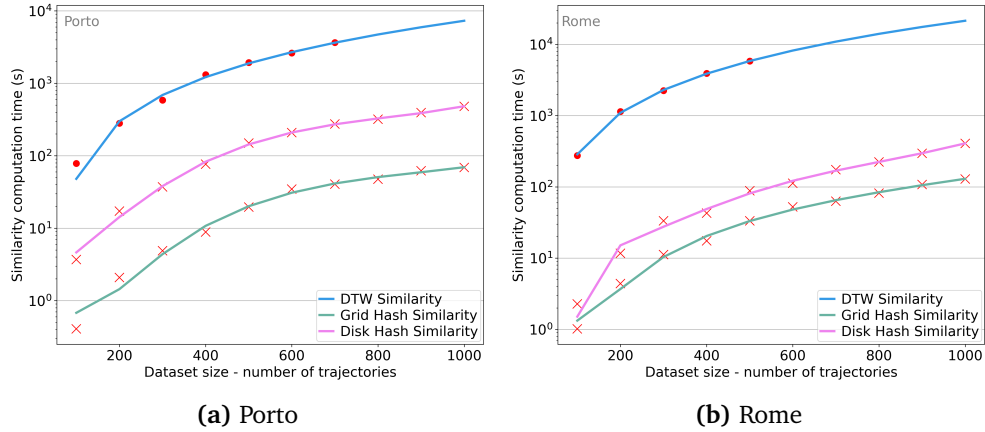 Porto
Similarity computation time (s)
10⁴
10³
10²
10¹
10⁰
200 400 600 800 1000
Dataset size - number of trajectories
DTW Similarity
Grid Hash Similarity
Disk Hash Similarity
(a) Porto
Rome
Similarity computation time (s)
10⁴
10³
10²
10¹
10⁰
200 400 600 800 1000
Dataset size - number of trajectories
DTW Similarity
Grid Hash Similarity
Disk Hash Similarity
(b) Rome